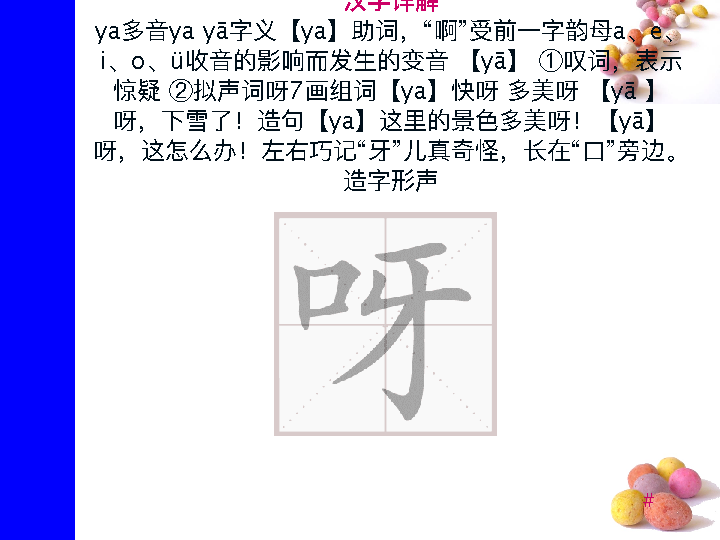 汉字详解
ya多音ya yā字义【ya】助词，“啊”受前一字韵母a、e、
i、o、ü收音的影响而发生的变音 【yā】 ①叹词，表示
惊疑 ②拟声词呀7画组词【ya】快呀 多美呀 【yā 】
呀，下雪了！造句【ya】这里的景色多美呀！【yā】
呀，这怎么办！左右巧记“牙”儿真奇怪，长在“口”旁边。
造字形声
呀
#